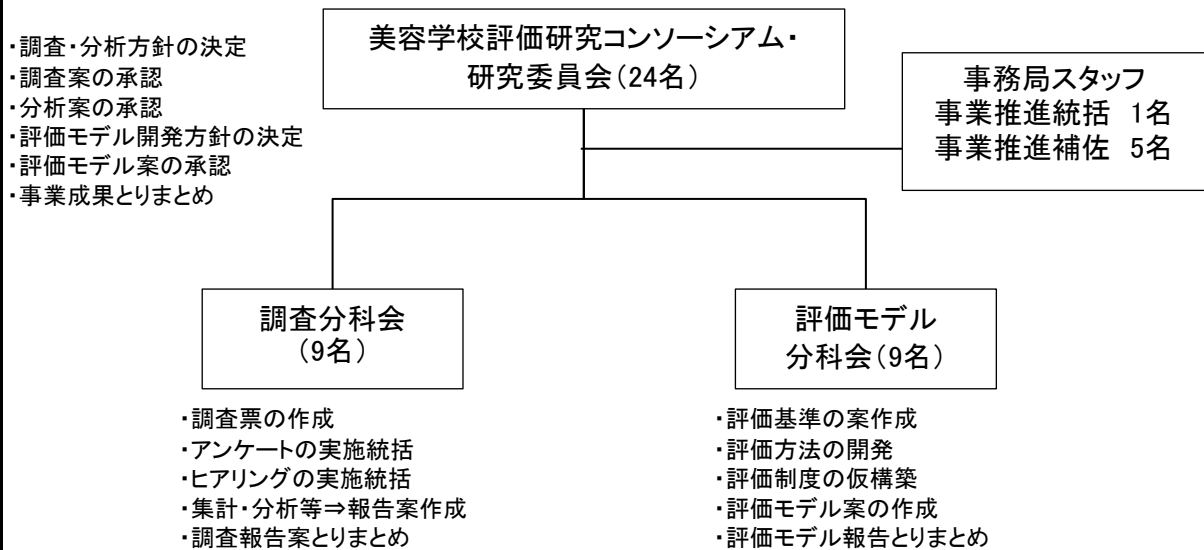 ・調査・分析方針の決定
・調査案の承認
・分析案の承認
・評価モデル開発方針の決定
・評価モデル案の承認
・事業成果とりまとめ
美容学校評価研究コンソーシアム・
研究委員会（24名）
事務局スタッフ
事業推進統括 1名
事業推進補佐 5名
調査分科会
（9名）
・調査票の作成
・アンケートの実施統括
・ヒアリングの実施統括
・集計・分析等⇒報告案作成
・調査報告案とりまとめ
評価モデル
分科会（9名）
・評価基準の案作成
・評価方法の開発
・評価制度の仮構築
・評価モデル案の作成
・評価モデル報告とりまとめ